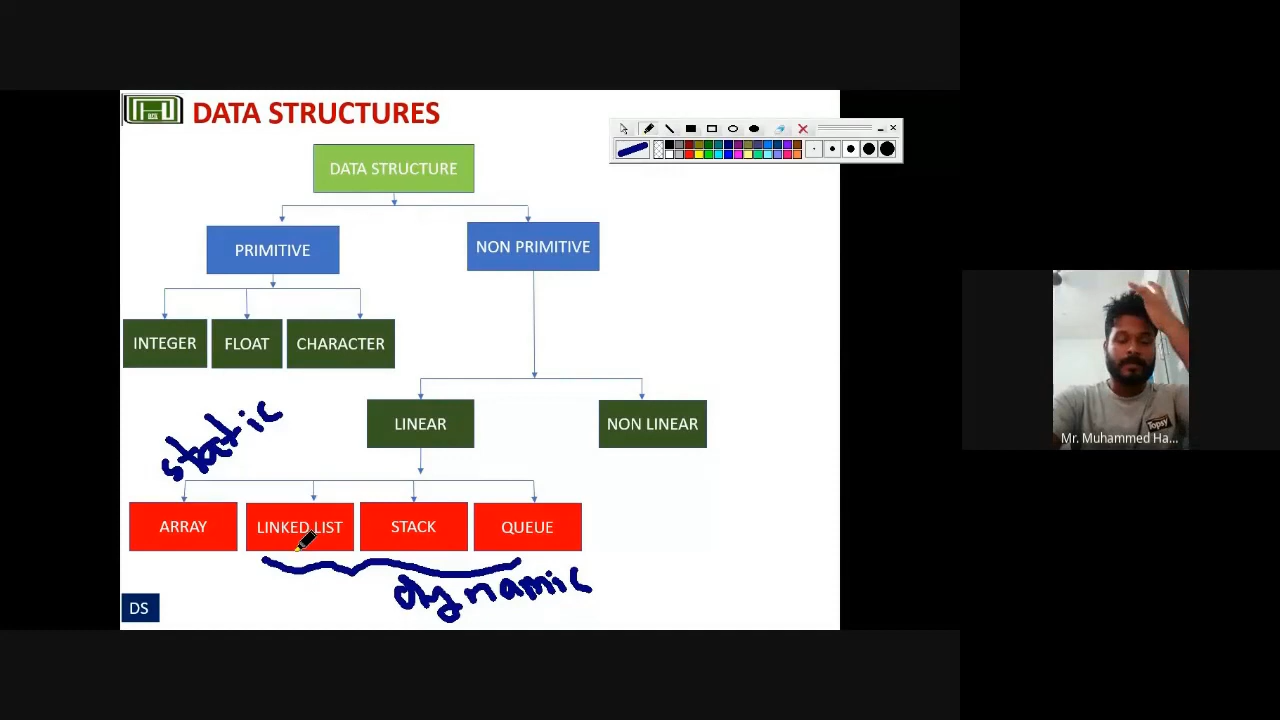 DATA STRUCTURES
DATA STRUCTURE
PRIMITIVE
NON PRIMITIVE
INTEGER
FLOAT
CHARACTER
static
LINEAR
NON LINEAR
ARRAY
LINKED LIST
STACK
QUEUE
dynamic
DS
Topsy
Mr. Muhammed Ha...